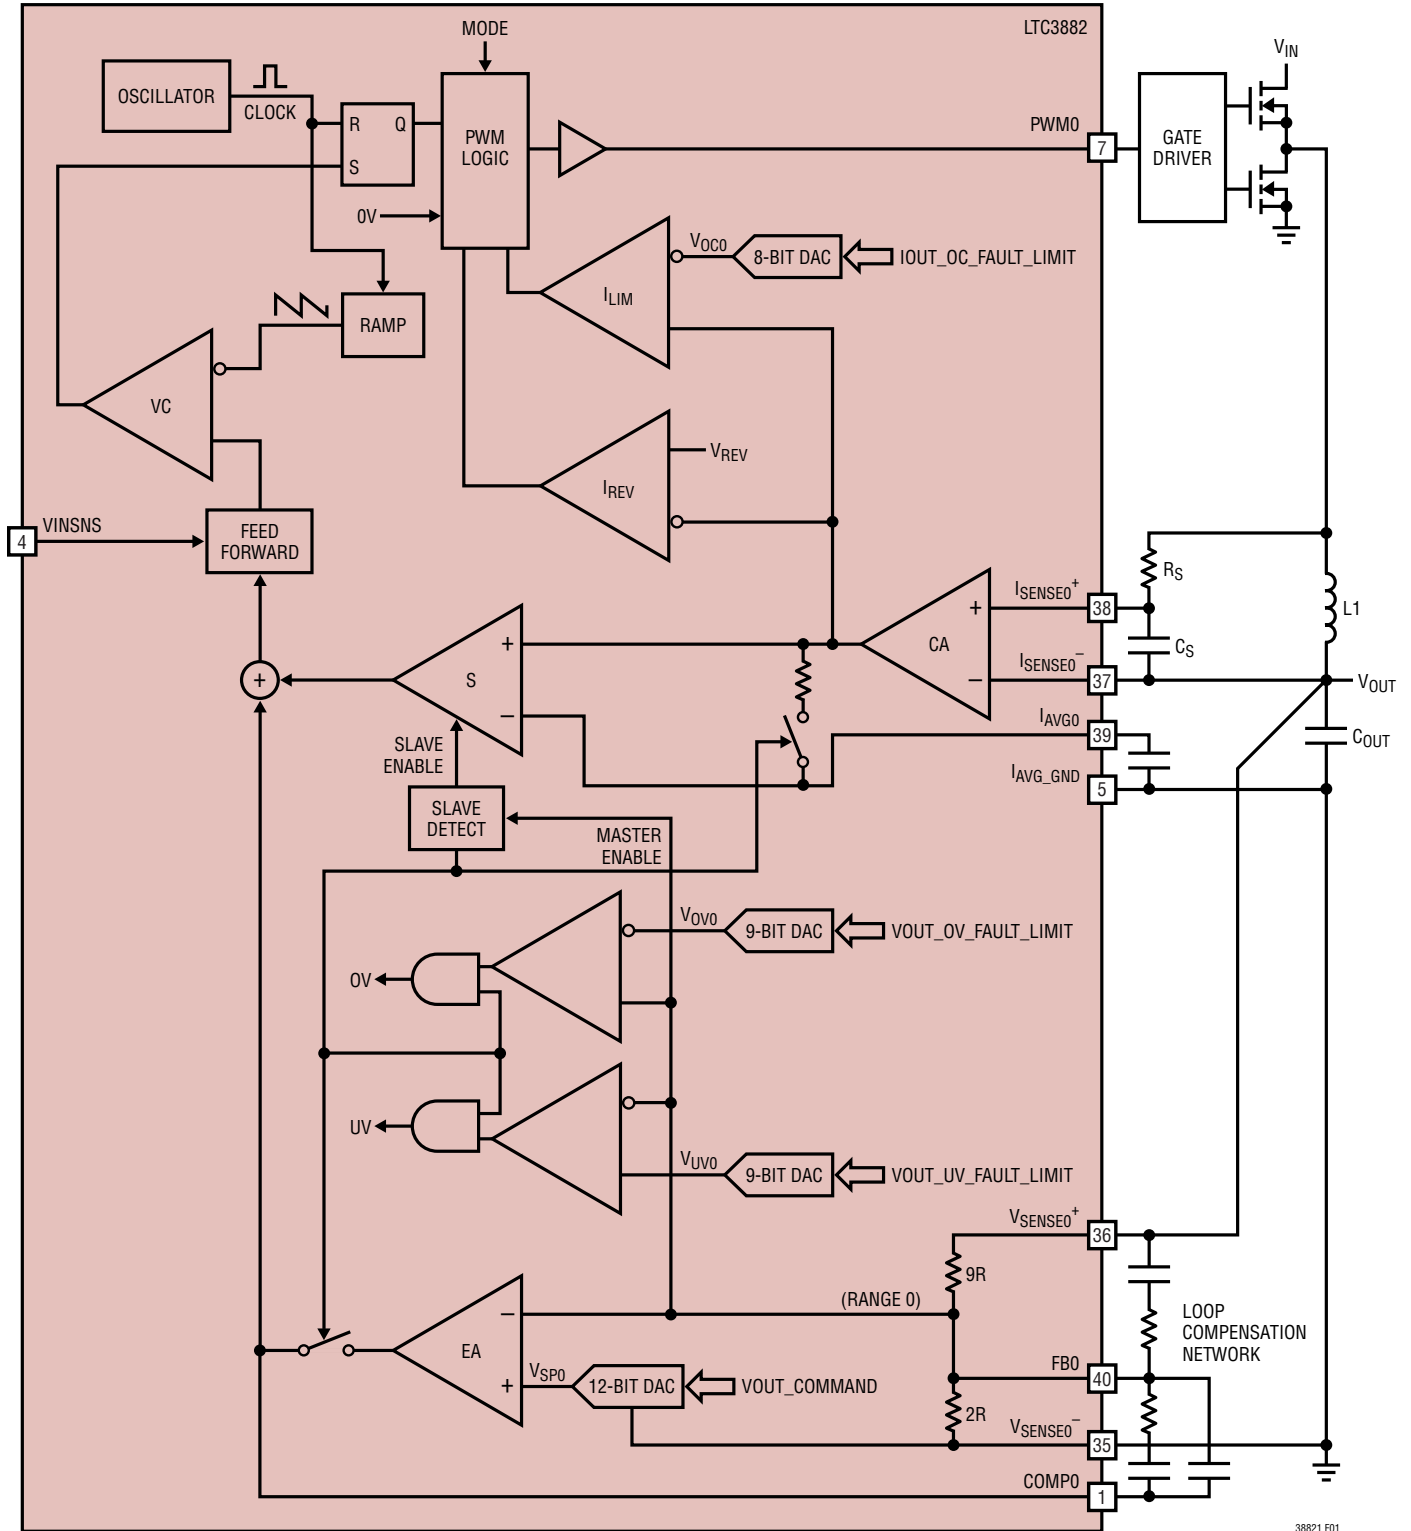 MODE
LTC3882
VIN
OSCILLATOR
CLOCK
R
Q
S
PWM
LOGIC
PWM0
7
GATE
DRIVER
0V
VOC0
8-BIT DAC
IOUT_OC_FAULT_LIMIT
ILIM
RAMP
VC
VREV
IREV
4
VINSNS
FEED
FORWARD
RS
ISENSE0+
38
L1
+
CA
CS
ISENSE0–
–
37
VOUT
+
S
–
+
IAVG0
39
COUT
SLAVE
ENABLE
IAVG_GND
5
SLAVE
DETECT
MASTER
ENABLE
VOV0
9-BIT DAC
VOUT_OV_FAULT_LIMIT
OV
UV
VUV0
9-BIT DAC
VOUT_UV_FAULT_LIMIT
VSENSE0+
36
9R
(RANGE 0)
–
EA
+
LOOP
COMPENSATION
NETWORK
FB0
40
VSP0
12-BIT DAC
VOUT_COMMAND
2R
VSENSE0–
35
COMP0
1
38821 F01